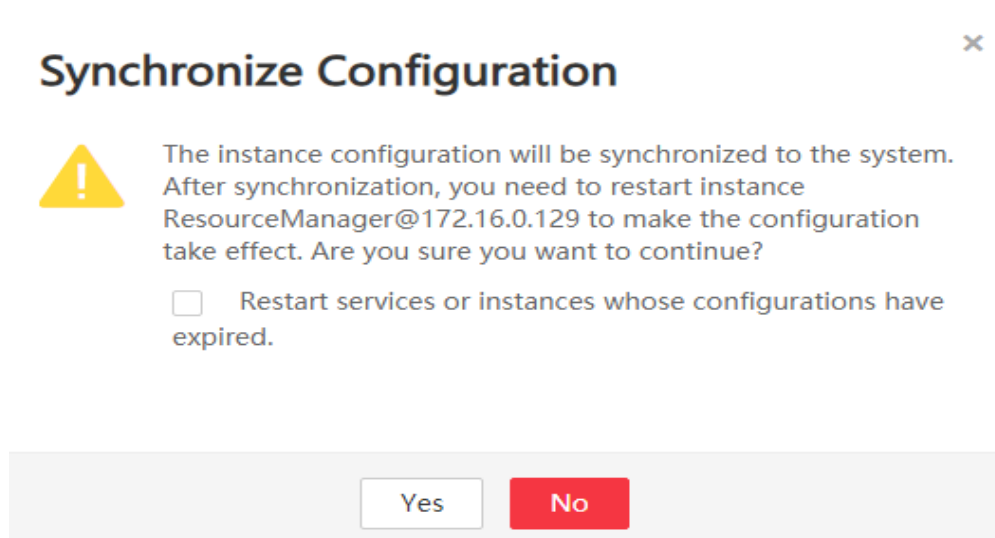 Synchronize Configuration
The instance configuration will be synchronized to the system.
After synchronization, you need to restart instance
ResourceManager@172.16.0.129 to make the configuration
take effect. Are you sure you want to continue?
Restart services or instances whose configurations have
expired.
Yes No